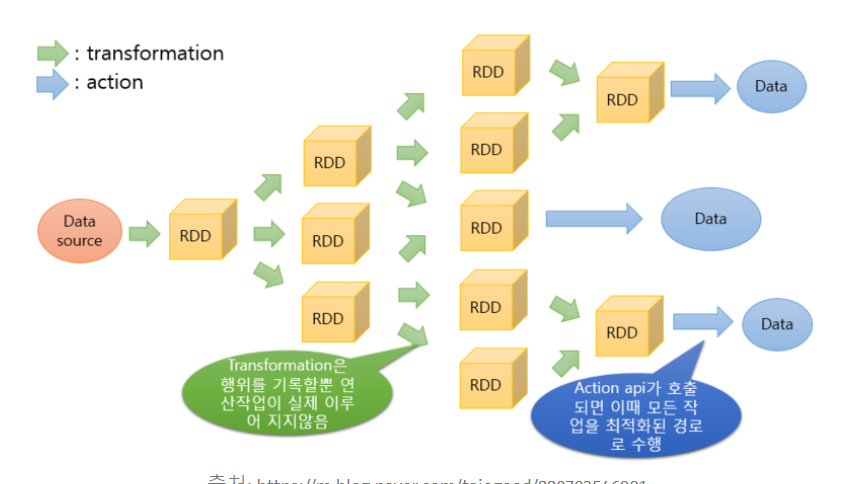 : transformation
: action
RDD
Data
RDD
RDD
RDD
RDD
Data
source
RDD
RDD
RDD
Data
RDD
RDD
RDD
Data
RDD
Transformation은
행위를 기록할뿐 연
산작업이 실제 이루
어 지지않음
Action api가 호출
되면 이때 모든 작
업을 최적화된 경로
로 수행